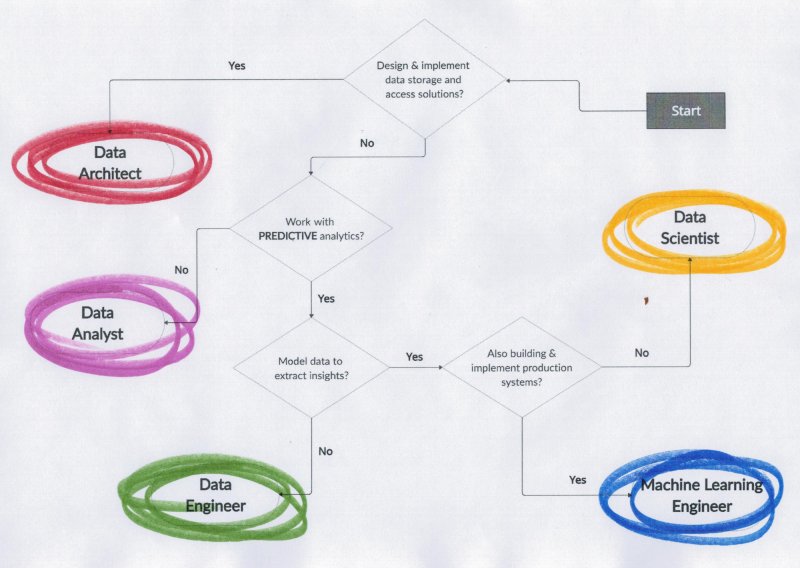 Yes
Design & implement
data storage and
access solutions?
Start
No
Data
Architect
Work with
PREDICTIVE analytics?
Data
Scientist
No
Data
Analyst
Yes
Model data to
extract insights?
Yes
Also building &
implement production
systems?
No
No
Data
Engineer
Yes
Machine Learning
Engineer